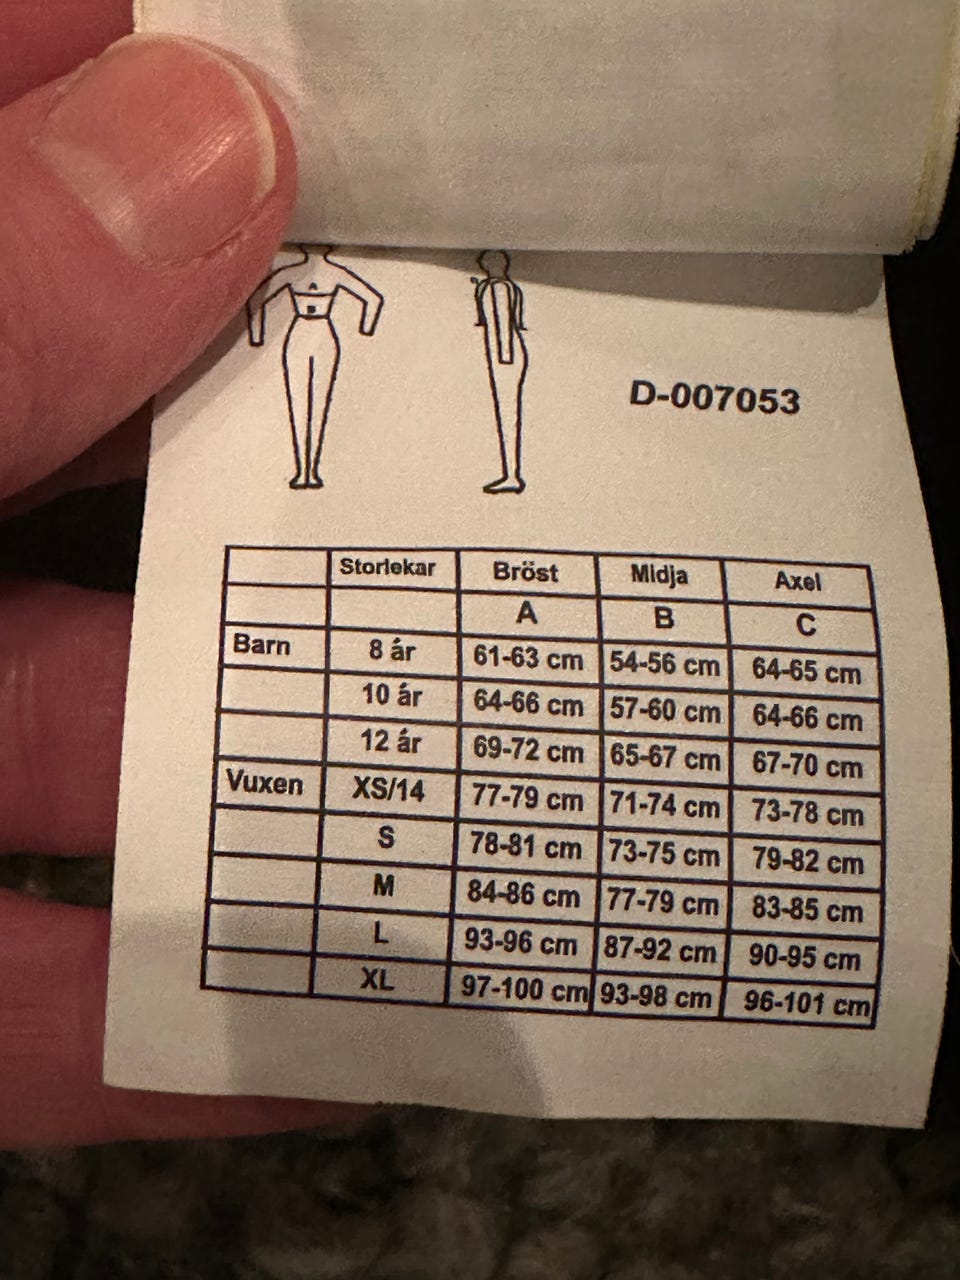 A
B
D-007053
Storlekar Bröst Midja Axel
A B C
Barn 8 år 61-63 cm 54-56 cm 64-65 cm
10 år 64-66 cm 57-60 cm 64-66 cm
12 år 69-72 cm 65-67 cm 67-70 cm
Vuxen XS/14 77-79 cm 71-74 cm 73-78 cm
S 78-81 cm 73-75 cm 79-82 cm
M 84-86 cm 77-79 cm 83-85 cm
L 93-96 cm 87-92 cm 90-95 cm
XL 97-100 cm 93-98 cm 96-101 cm